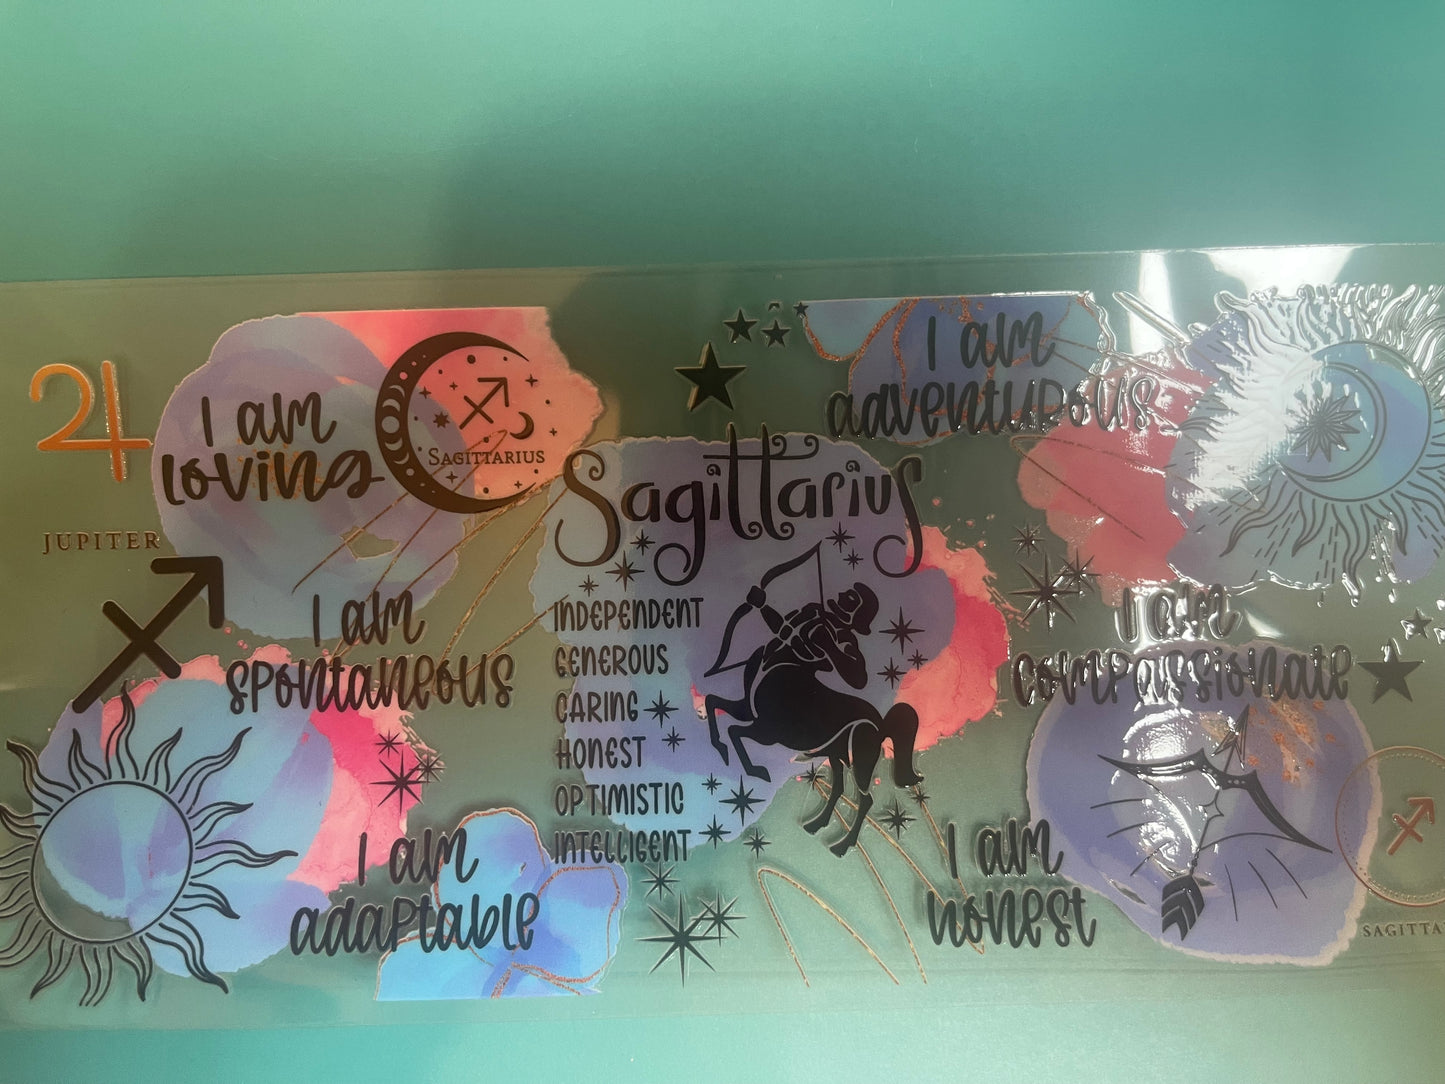 JUPITER
I am
loving
SAGITTARIUS
I am
spontaneous
I am
adaptable
Sagittarius
INDEPENDENT
GENEROUS
CARING
HONEST
OPTIMISTIC
INTELLIGENT
I am
adventurous
I am
compassionate
I am
honest
SAGITTA